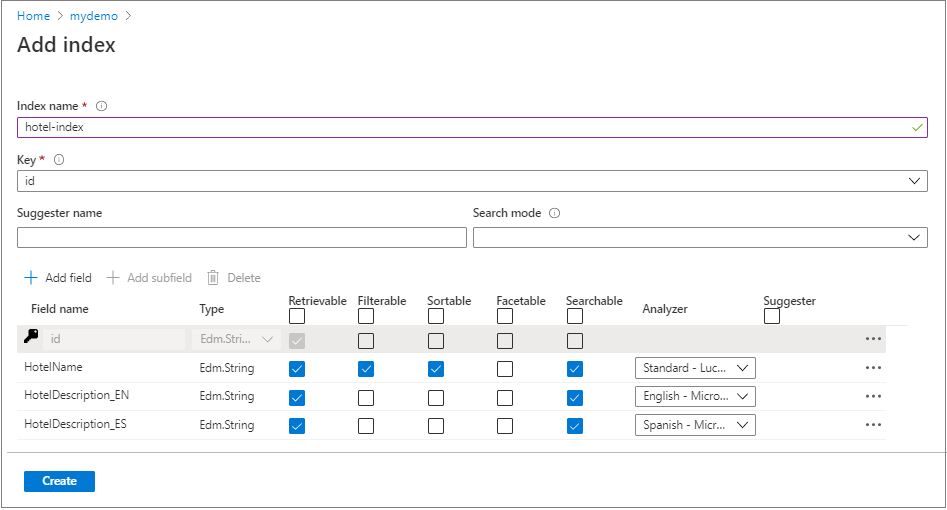 Home > mydemo >
Add index
Index name *
hotel-index
Key *
id
Suggester name Search mode
Add field Add subfield Delete
Field name Type Retrievable Filterable Sortable Facetable Searchable Analyzer Suggester
id Edm.Stri...
HotelName Edm.String Standard - Luc...
HotelDescription_EN Edm.String English - Micro...
HotelDescription_ES Edm.String Spanish - Micr...
Create